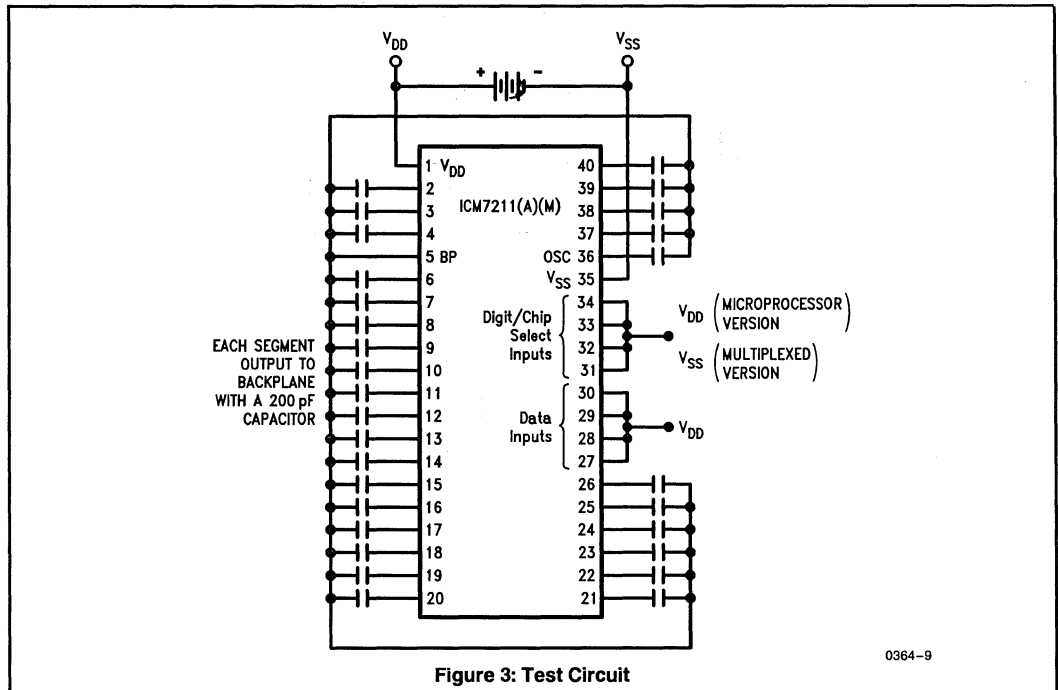 VDD
VSS
+ -
1 VDD
2
3
4
5 BP
6
7
8
9
10
11
12
13
14
15
16
17
18
19
20
ICM7211(A)(M)
40
39
38
37
OSC 36
VSS 35
34
33
32
31
30
29
28
27
26
25
24
23
22
21
Digit/Chip
Select
Inputs
Data
Inputs
EACH SEGMENT
OUTPUT TO
BACKPLANE
WITH A 200 pF
CAPACITOR
VDD (MICROPROCESSOR
VERSION)
VSS (MULTIPLEXED
VERSION)
VDD
0364–9
Figure 3: Test Circuit